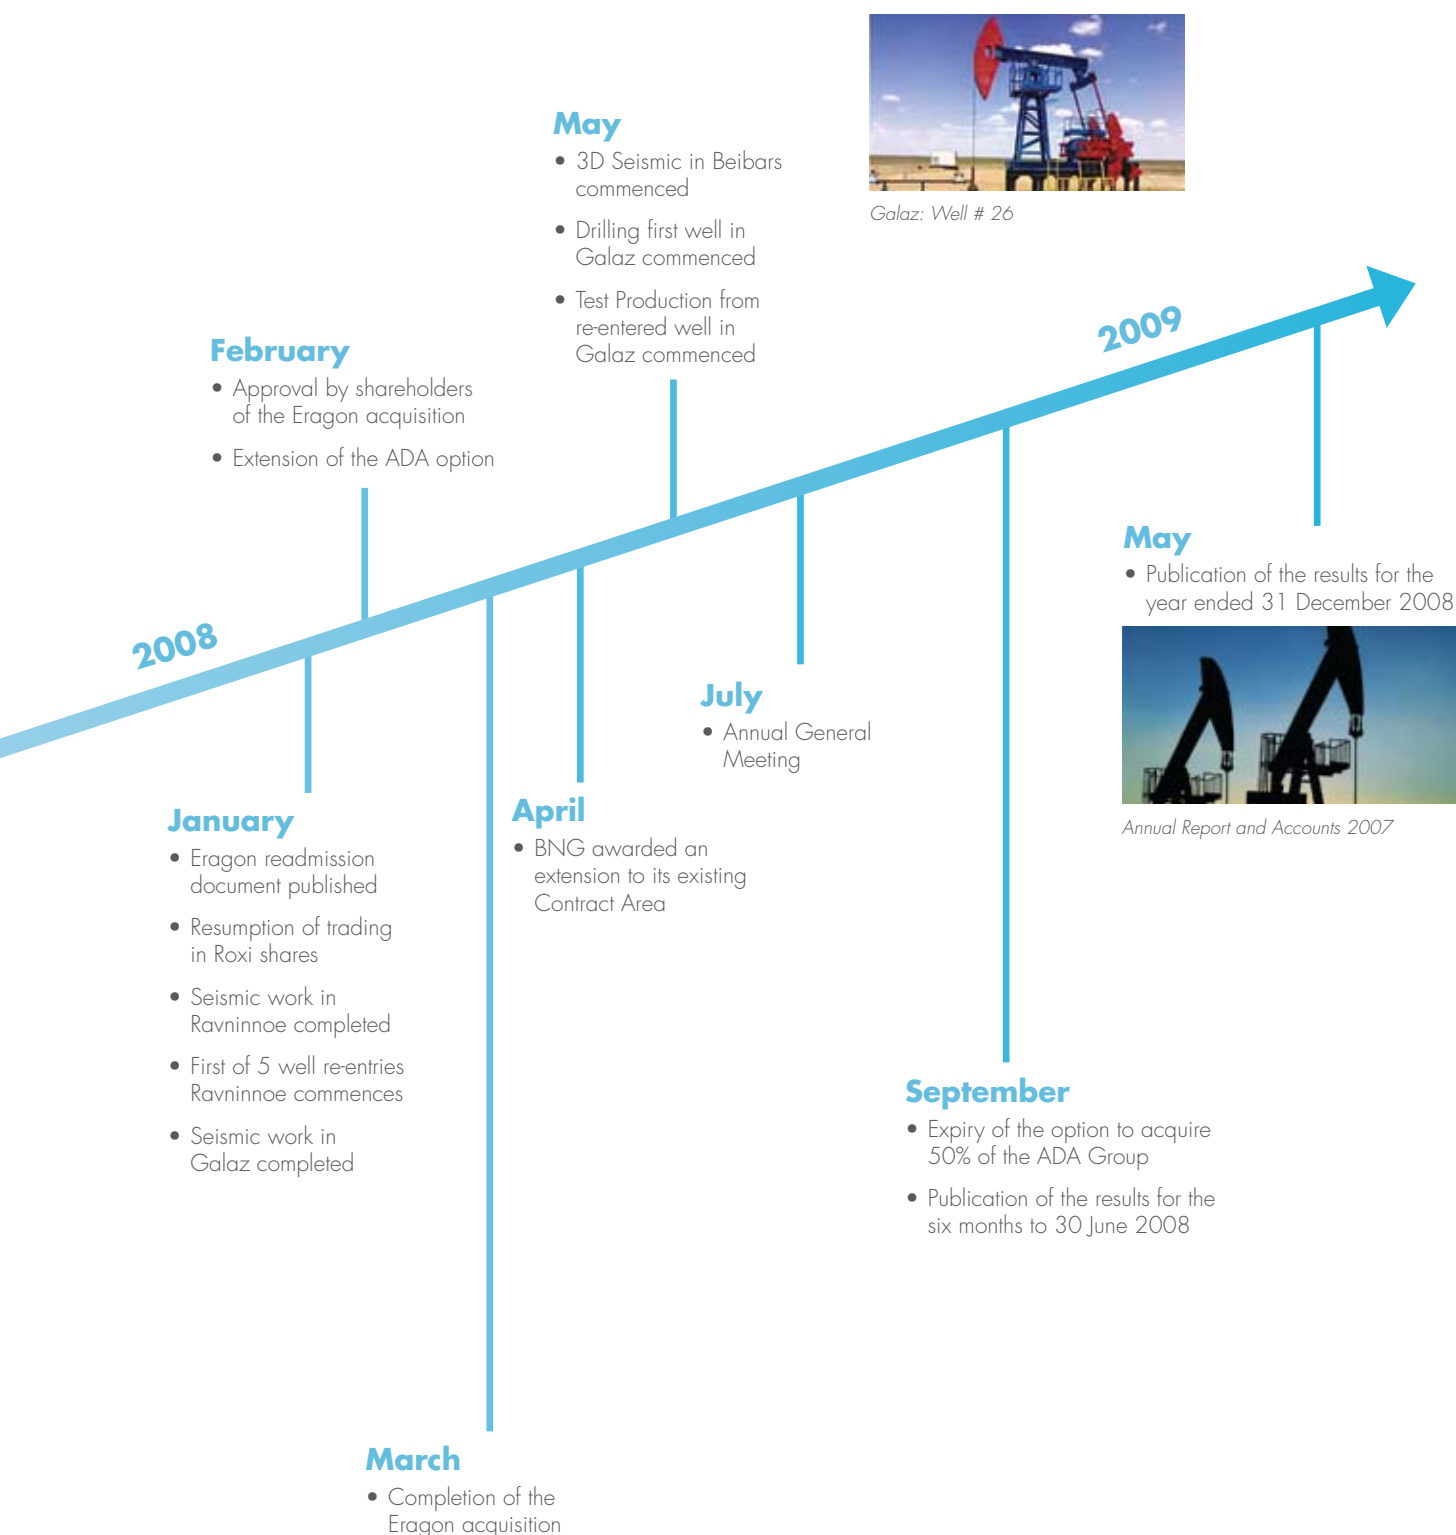 May
• 3D Seismic in Beibars
commenced
• Drilling first well in
Galaz commenced
• Test Production from
re-entered well in
Galaz commenced
Galaz: Well # 26
2009
February
• Approval by shareholders
of the Eragon acquisition
• Extension of the ADA option
May
• Publication of the results for the
year ended 31 December 2008
2008
July
• Annual General
Meeting
Annual Report and Accounts 2007
January
• Eragon readmission
document published
• Resumption of trading
in Roxi shares
• Seismic work in
Ravninnoe completed
• First of 5 well re-entries
Ravninnoe commences
• Seismic work in
Galaz completed
April
• BNG awarded an
extension to its existing
Contract Area
September
• Expiry of the option to acquire
50% of the ADA Group
• Publication of the results for the
six months to 30 June 2008
March
• Completion of the
Eragon acquisition